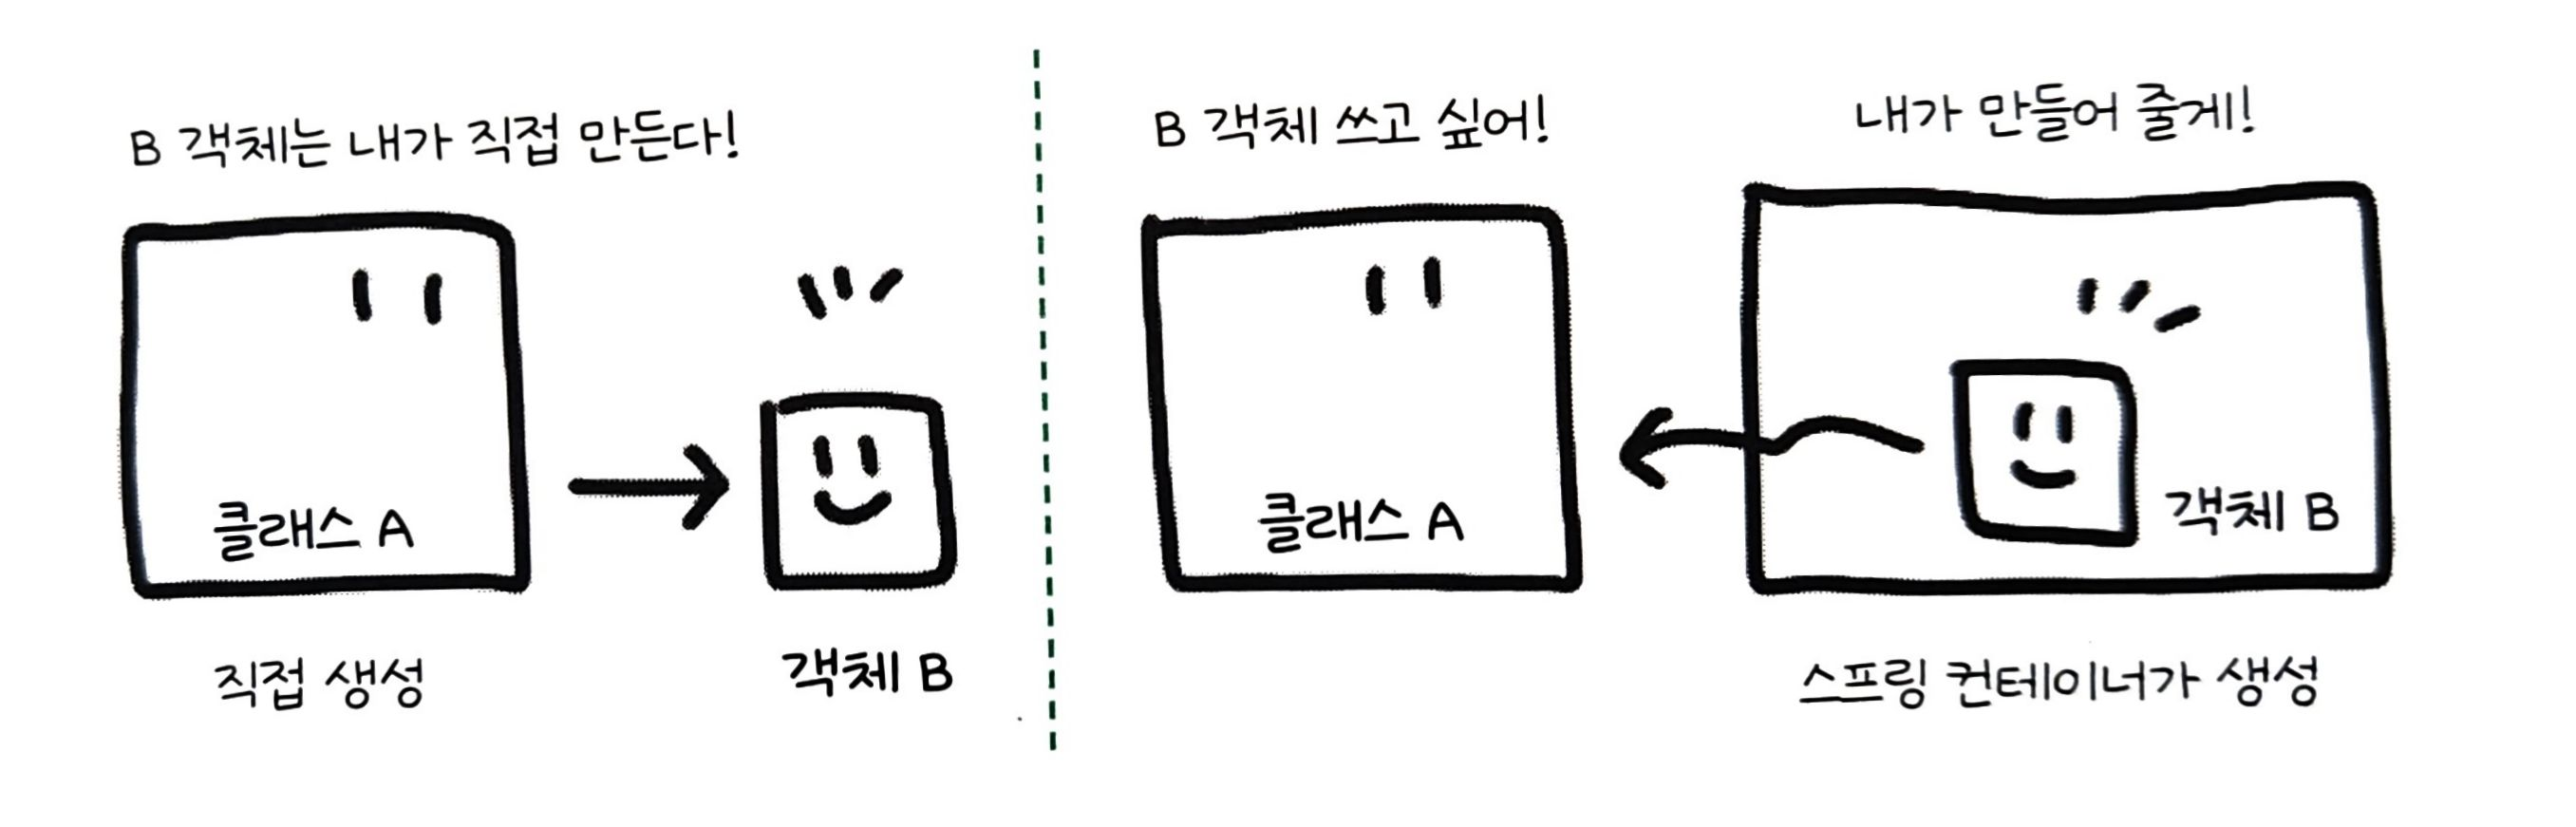 B 객체는 내가 직접 만든다!
클래스 A
직접 생성
객체 B
B 객체 쓰고 싶어!
클래스 A
내가 만들어 줄게!
객체 B
스프링 컨테이너가 생성